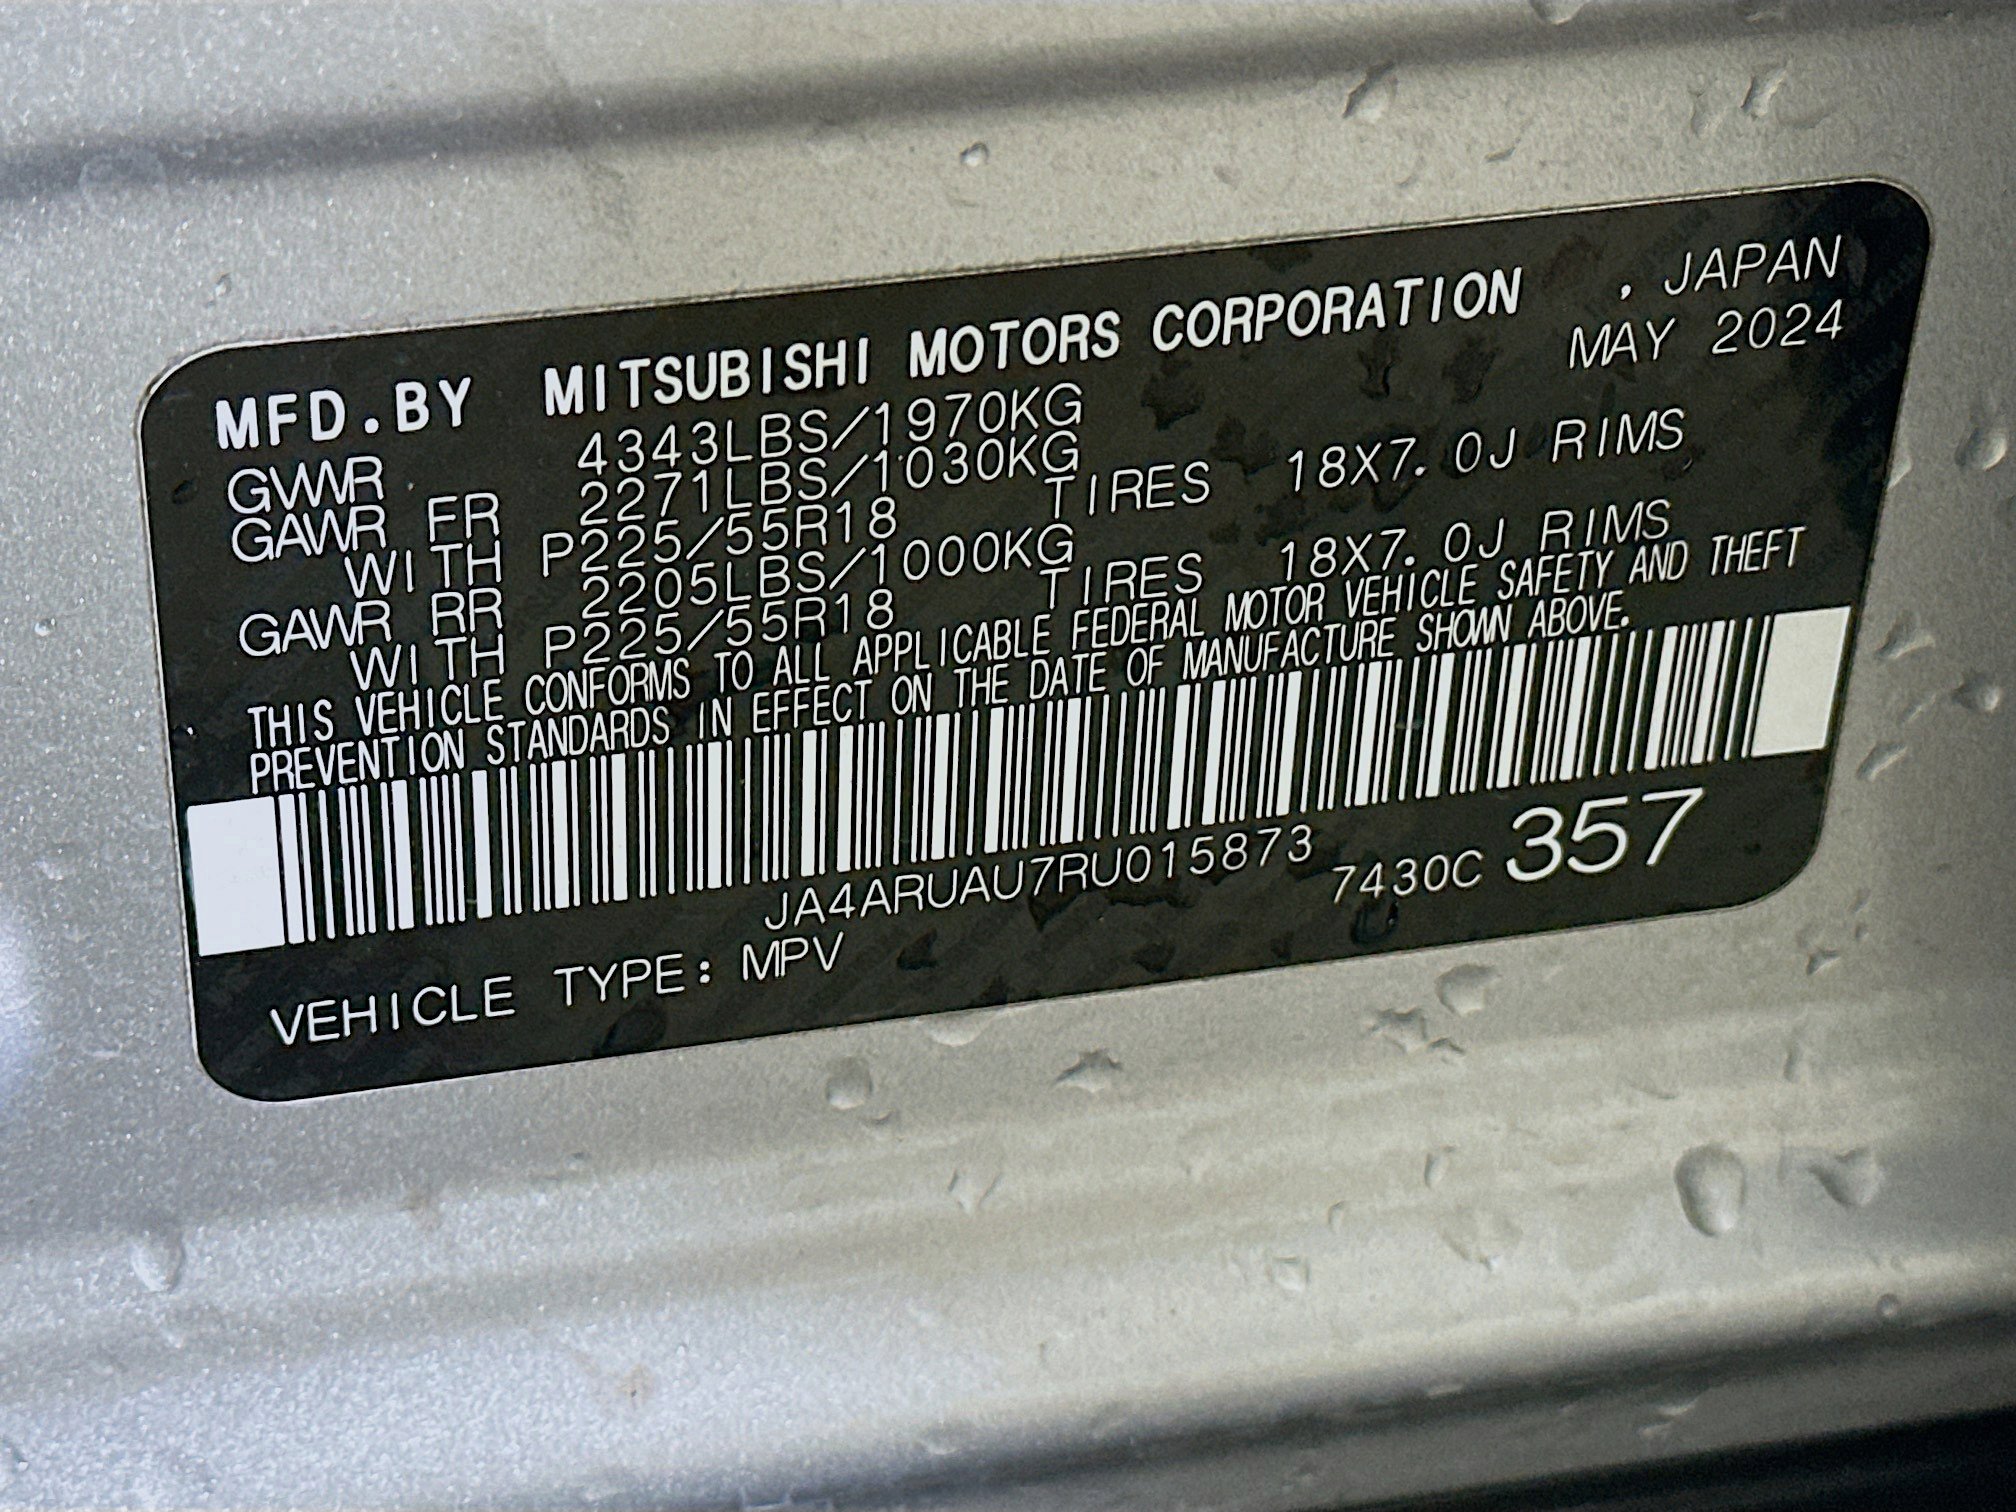 MFD.BY MITSUBISHI MOTORS CORPORATION , JAPAN
MAY 2024
GVWR 4343LBS/1970KG
GAWR FR 2271LBS/1030KG
WITH P225/55R18 TIRES 18X7.0J RIMS
GAWR RR 2205LBS/1000KG
WITH P225/55R18 TIRES 18X7.0J RIMS
THIS VEHICLE CONFORMS TO ALL APPLICABLE FEDERAL MOTOR VEHICLE SAFETY AND THEFT
PREVENTION STANDARDS IN EFFECT ON THE DATE OF MANUFACTURE SHOWN ABOVE.
JA4ARUAU7RU015873
VEHICLE TYPE: MPV 7430C 357